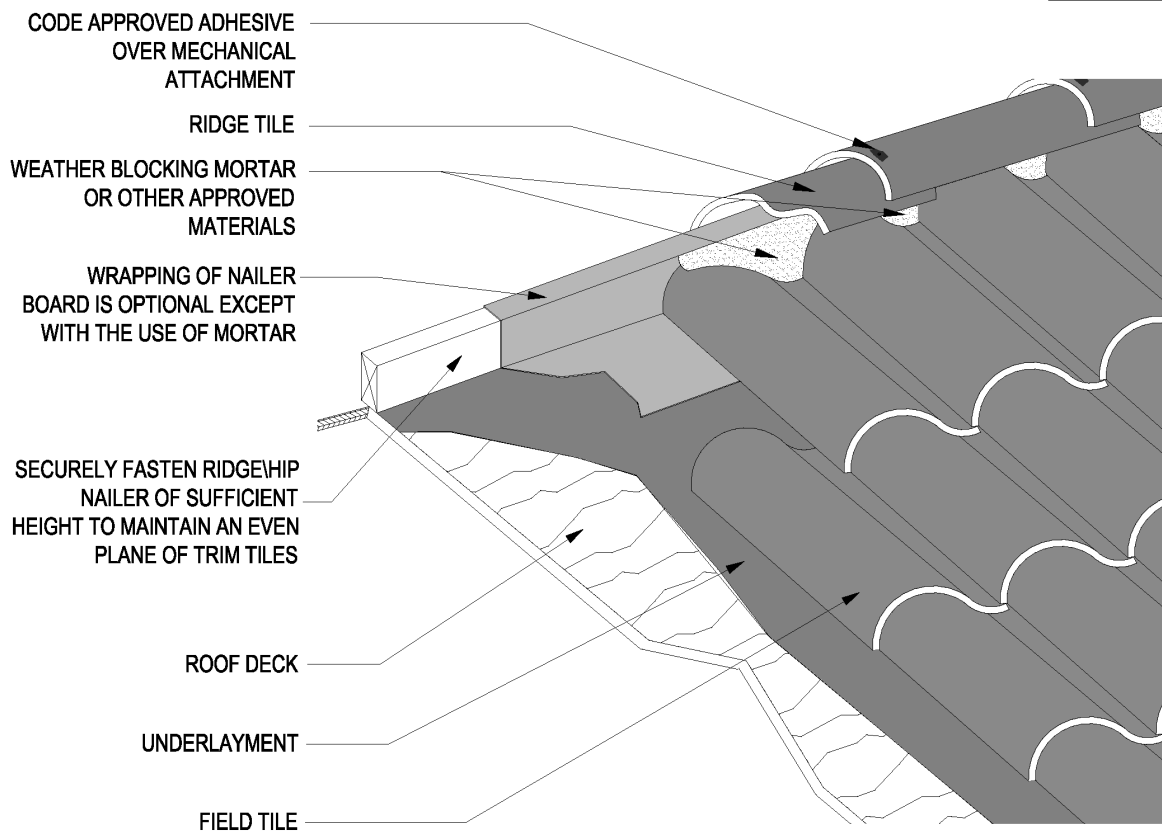 CODE APPROVED ADHESIVE
OVER MECHANICAL
ATTACHMENT
RIDGE TILE
WEATHER BLOCKING MORTAR
OR OTHER APPROVED
MATERIALS
WRAPPING OF NAILER
BOARD IS OPTIONAL EXCEPT
WITH THE USE OF MORTAR
SECURELY FASTEN RIDGE\HIP
NAILER OF SUFFICIENT
HEIGHT TO MAINTAIN AN EVEN
PLANE OF TRIM TILES
ROOF DECK
UNDERLAYMENT
FIELD TILE